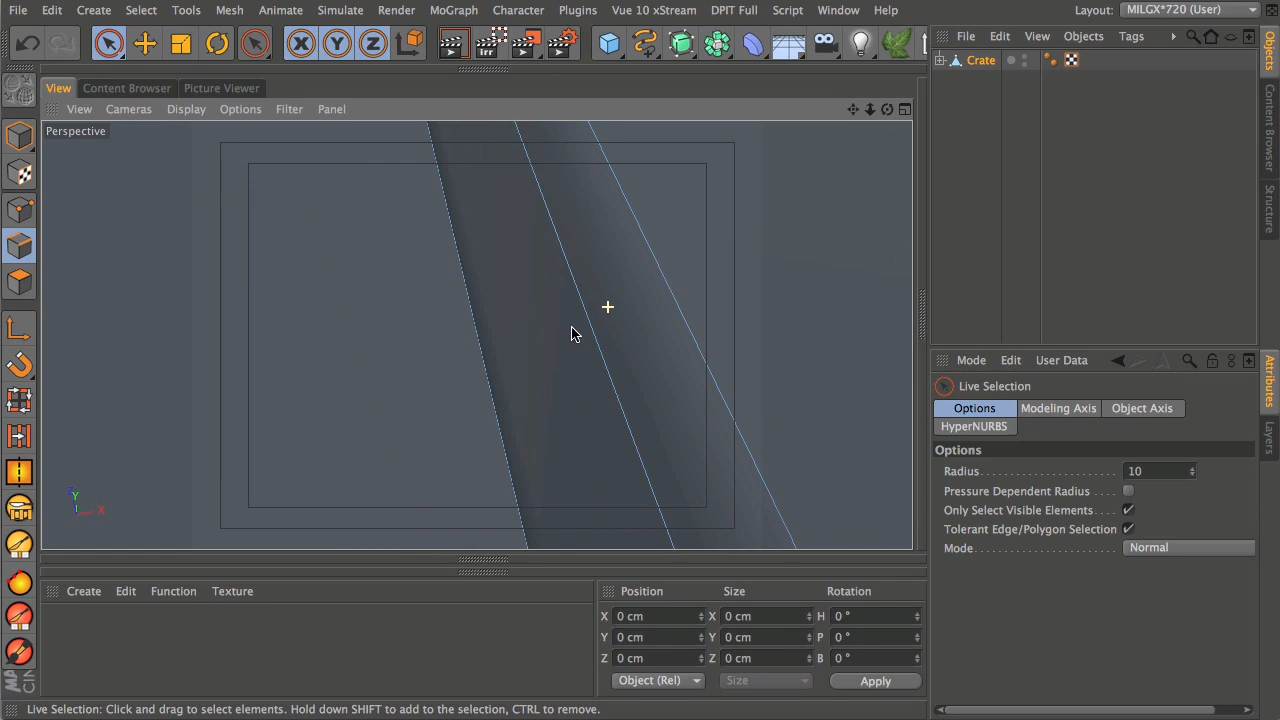 File Edit Create Select Tools Mesh Animate Simulate Render MoGraph Character Plugins Vue 10 xStream DPIT Full Script Window Help Layout: MILGX*720 (User)
File Edit View Objects Tags
Crate
Objects
Content Browser
Structure
View Content Browser Picture Viewer
View Cameras Display Options Filter Panel
Perspective
Y
X
Mode Edit User Data
Live Selection
Options Modeling Axis Object Axis
HyperNURBS
Options
Radius 10
Pressure Dependent Radius
Only Select Visible Elements
Tolerant Edge/Polygon Selection
Mode Normal
Attributes
Layers
Create Edit Function Texture
Position Size Rotation
X 0 cm X 0 cm H 0 °
Y 0 cm Y 0 cm P 0 °
Z 0 cm Z 0 cm B 0 °
Object (Rel) Size Apply
Live Selection: Click and drag to select elements. Hold down SHIFT to add to the selection, CTRL to remove.